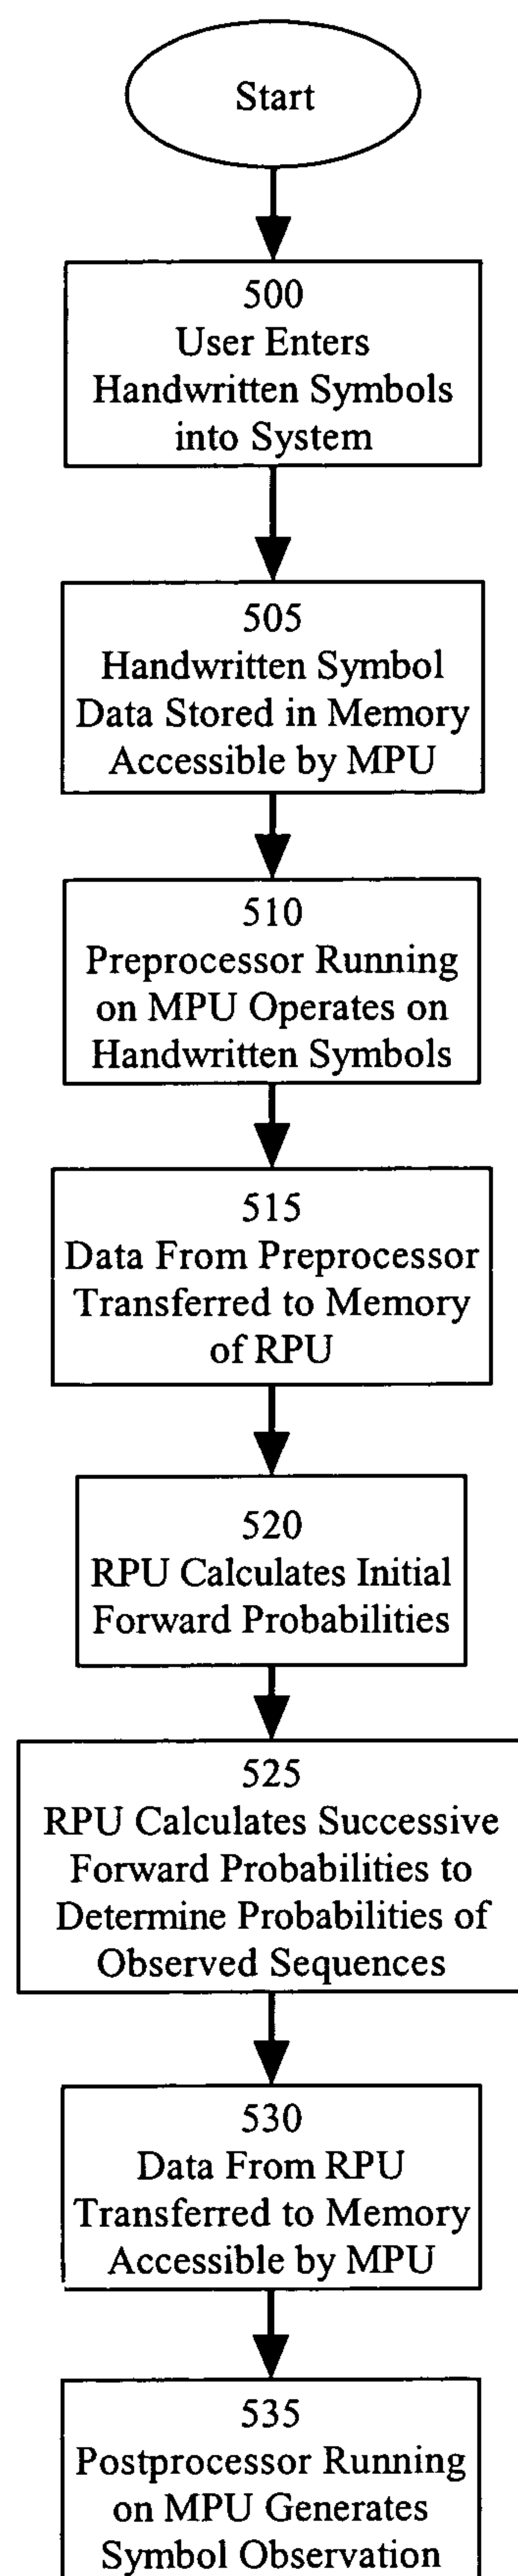 Start
500
User Enters
Handwritten Symbols
into System
505
Handwritten Symbol
Data Stored in Memory
Accessible by MPU
510
Preprocessor Running
on MPU Operates on
Handwritten Symbols
515
Data From Preprocessor
Transferred to Memory
of RPU
520
RPU Calculates Initial
Forward Probabilities
525
RPU Calculates Successive
Forward Probabilities to
Determine Probabilities of
Observed Sequences
530
Data From RPU
Transferred to Memory
Accessible by MPU
535
Postprocessor Running
on MPU Generates
Symbol Observation